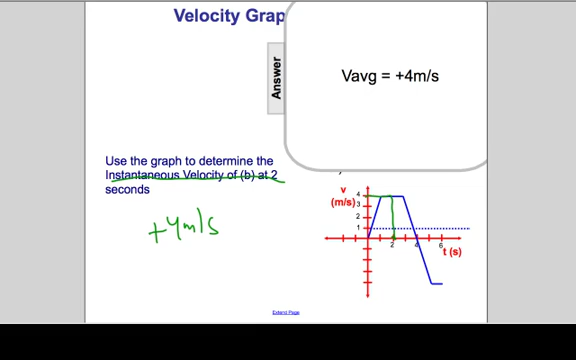 Velocity Grap
Answer
Vavg = +4m/s
Use the graph to determine the
Instantaneous Velocity of (b) at 2
seconds
+4m/s
v
(m/s)
4
3
2
1
2
4
6
t (s)
Extend Page